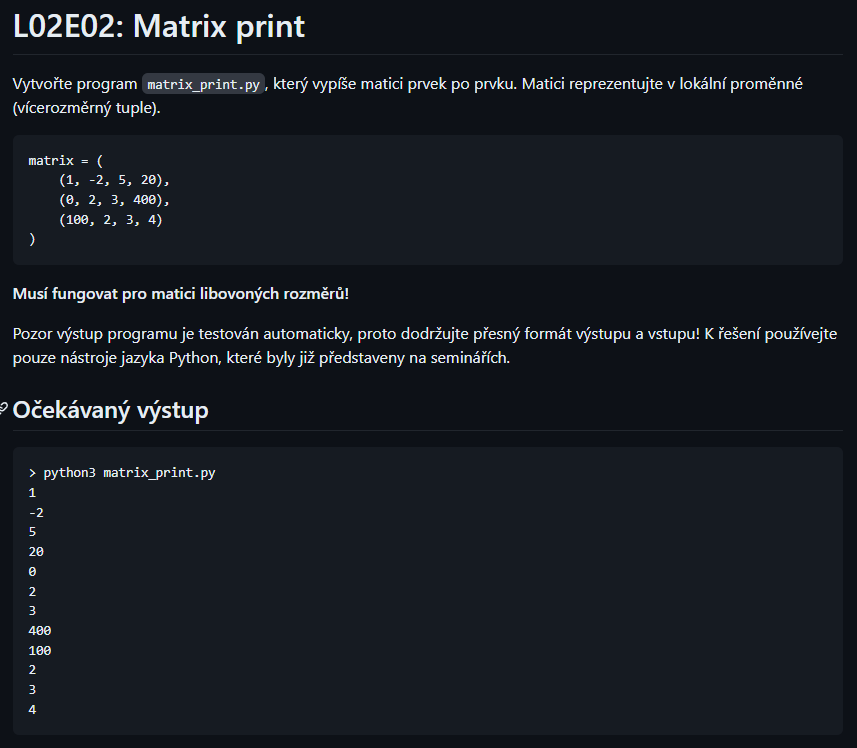 L02E02: Matrix print
Vytvořte program matrix_print.py, který vypíše matici prvek po prvku. Matici reprezentujte v lokální proměnné
(vícerozměrný tuple).
matrix = (
    (1, -2, 5, 20),
    (0, 2, 3, 400),
    (100, 2, 3, 4)
)
Musí fungovat pro matici libovoných rozměrů!
Pozor výstup programu je testován automaticky, proto dodržujte přesný formát výstupu a vstupu! K řešení používejte
pouze nástroje jazyka Python, které byly již představeny na seminářích.
Očekávaný výstup
> python3 matrix_print.py
1
-2
5
20
0
2
3
400
100
2
3
4